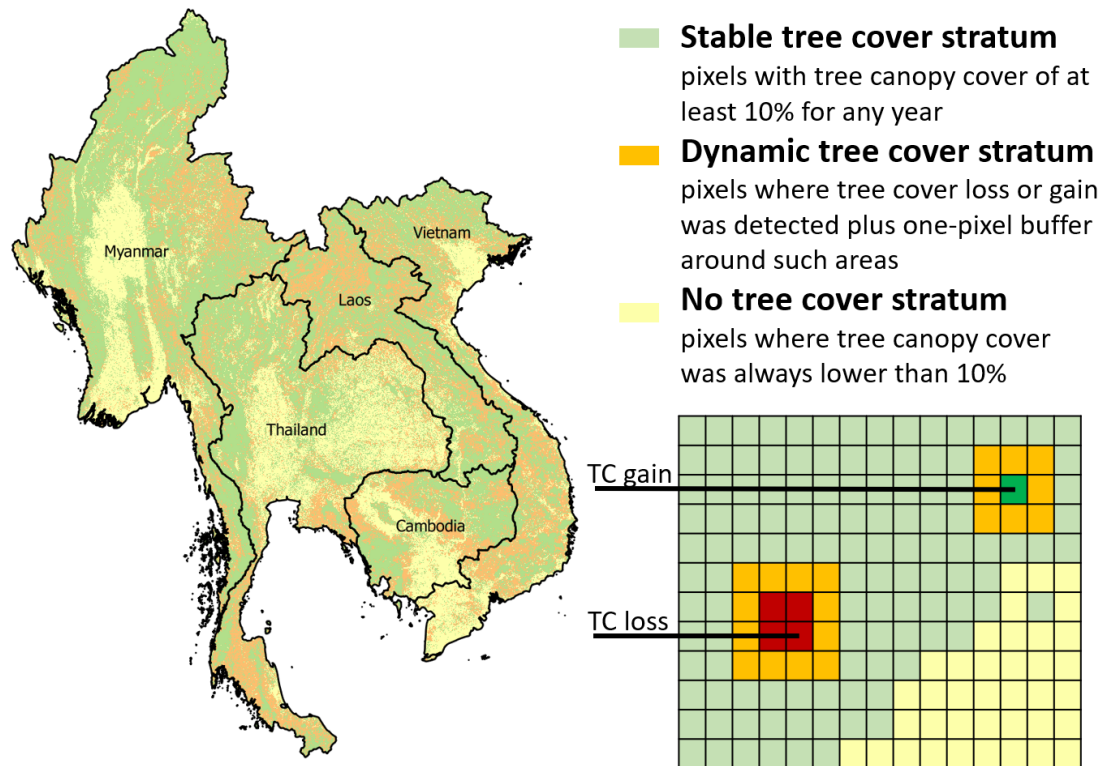 Stable tree cover stratum
pixels with tree canopy cover of at
least 10% for any year
Dynamic tree cover stratum
pixels where tree cover loss or gain
was detected plus one-pixel buffer
around such areas
No tree cover stratum
pixels where tree canopy cover
was always lower than 10%
Myanmar
Vietnam
Laos
Thailand
Cambodia
TC gain
TC loss